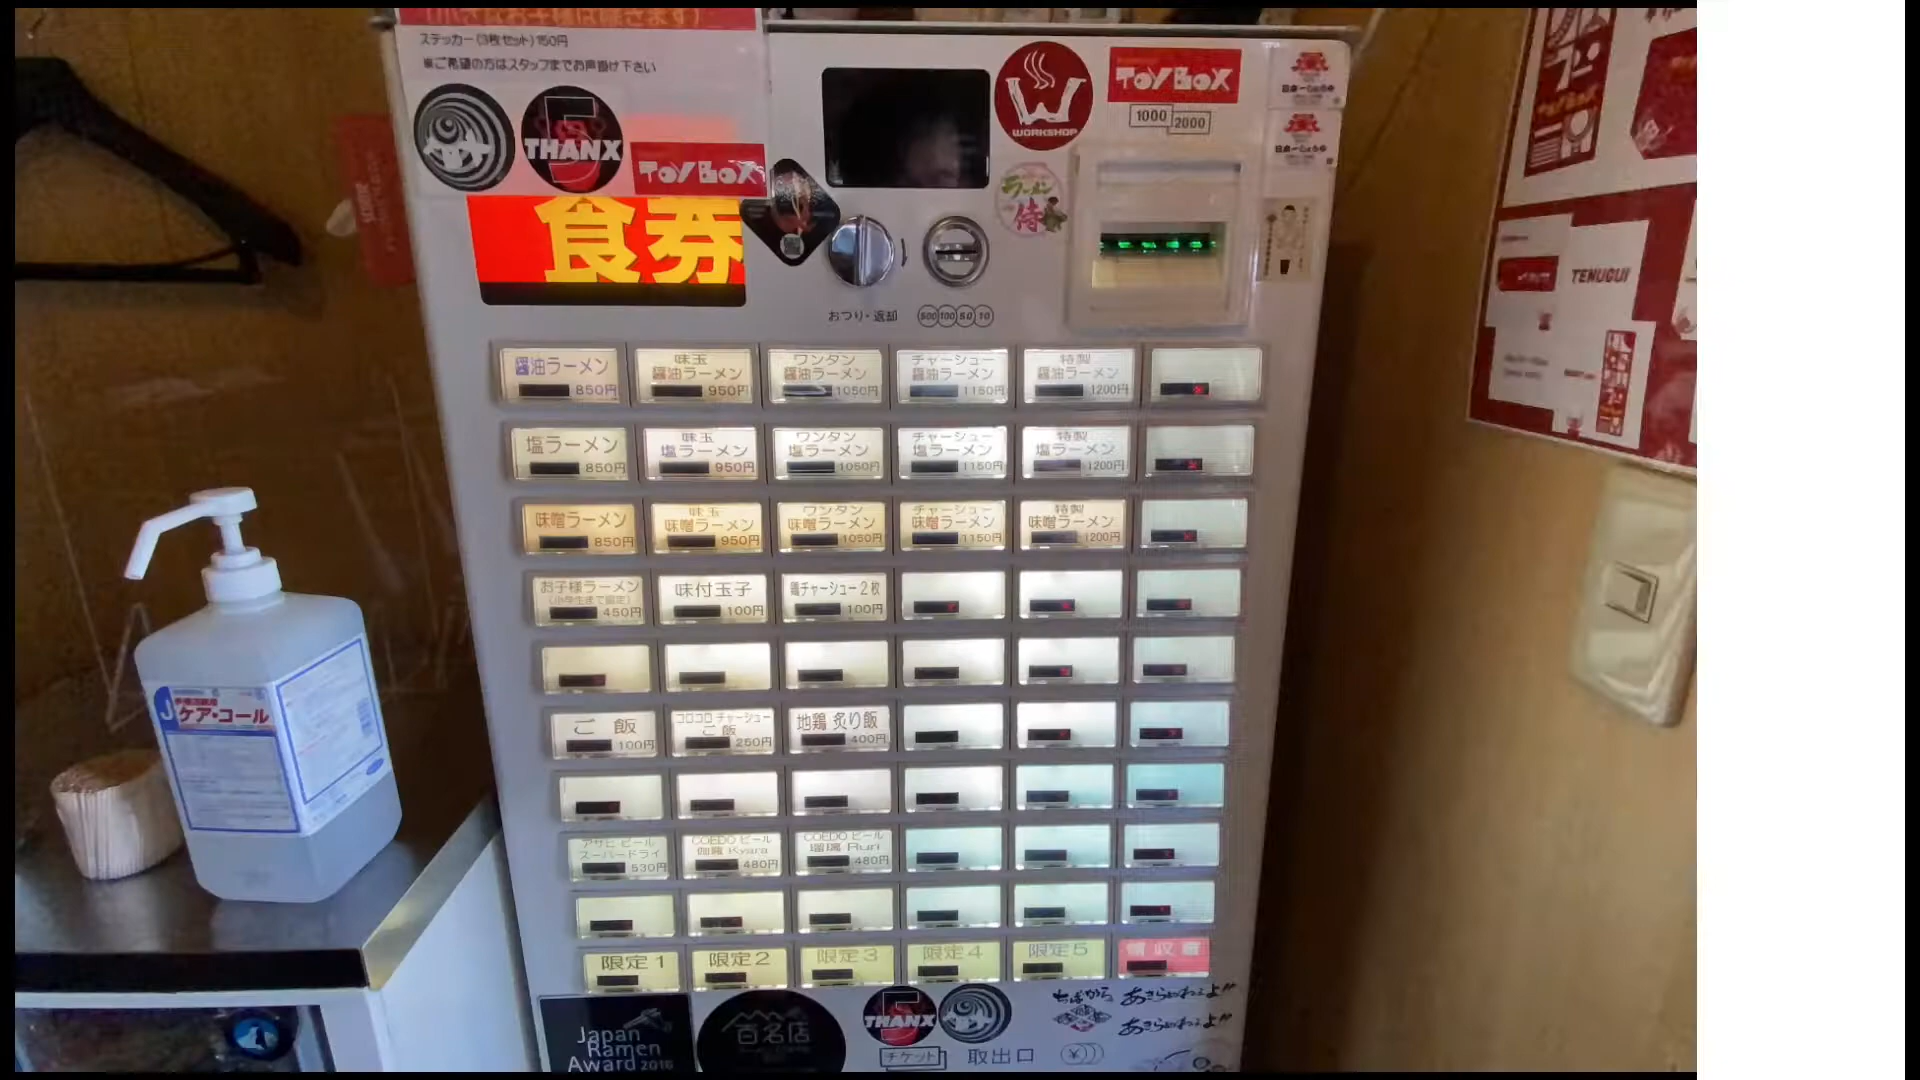 ステッカー(3枚セット)150円
※ご希望の方はスタッフまでお声掛け下さい
THANX
TOYBOX
食券
WORKSHOP
TOYBOX
1000 2000
ラーメン
侍
おつり・返却
500 100 50 10
TENUGUI
醤油ラーメン 850円
味玉 醤油ラーメン 950円
ワンタン 醤油ラーメン 1050円
チャーシュー 醤油ラーメン 1150円
特製 醤油ラーメン 1200円
塩ラーメン 850円
味玉 塩ラーメン 950円
ワンタン 塩ラーメン 1050円
チャーシュー 塩ラーメン 1150円
特製 塩ラーメン 1200円
味噌ラーメン 850円
味玉 味噌ラーメン 950円
ワンタン 味噌ラーメン 1050円
チャーシュー 味噌ラーメン 1150円
特製 味噌ラーメン 1200円
お子様ラーメン
(小学生まで限定)
450円
味付玉子 100円
鶏チャーシュー2枚 100円
ご飯 100円
コロコロ チャーシュー
ご飯 250円
地鶏 炙り飯 400円
アサヒ ビール
スーパードライ
530円
COEDO ビール
伽羅 Kyara
480円
COEDO ビール
瑠璃 Ruri
480円
限定1
限定2
限定3
限定4
限定5
領収書
ケア・コール
Japan
Ramen
Award 2016
百名店
THANX
チケット 取出口